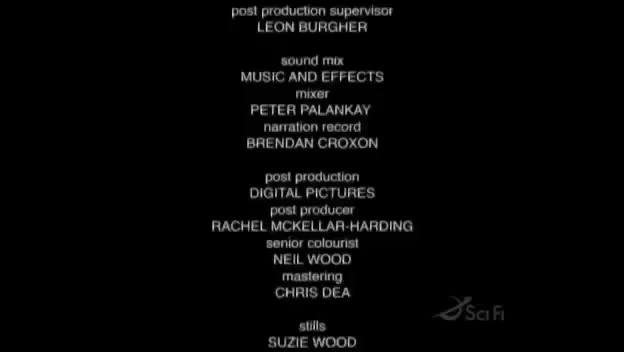 post production supervisor
LEON BURGHER
sound mix
MUSIC AND EFFECTS
mixer
PETER PALANKAY
narration record
BRENDAN CROXON
post production
DIGITAL PICTURES
post producer
RACHEL MCKELLAR-HARDING
senior colourist
NEIL WOOD
mastering
CHRIS DEA
stills
SUZIE WOOD
Sci Fi